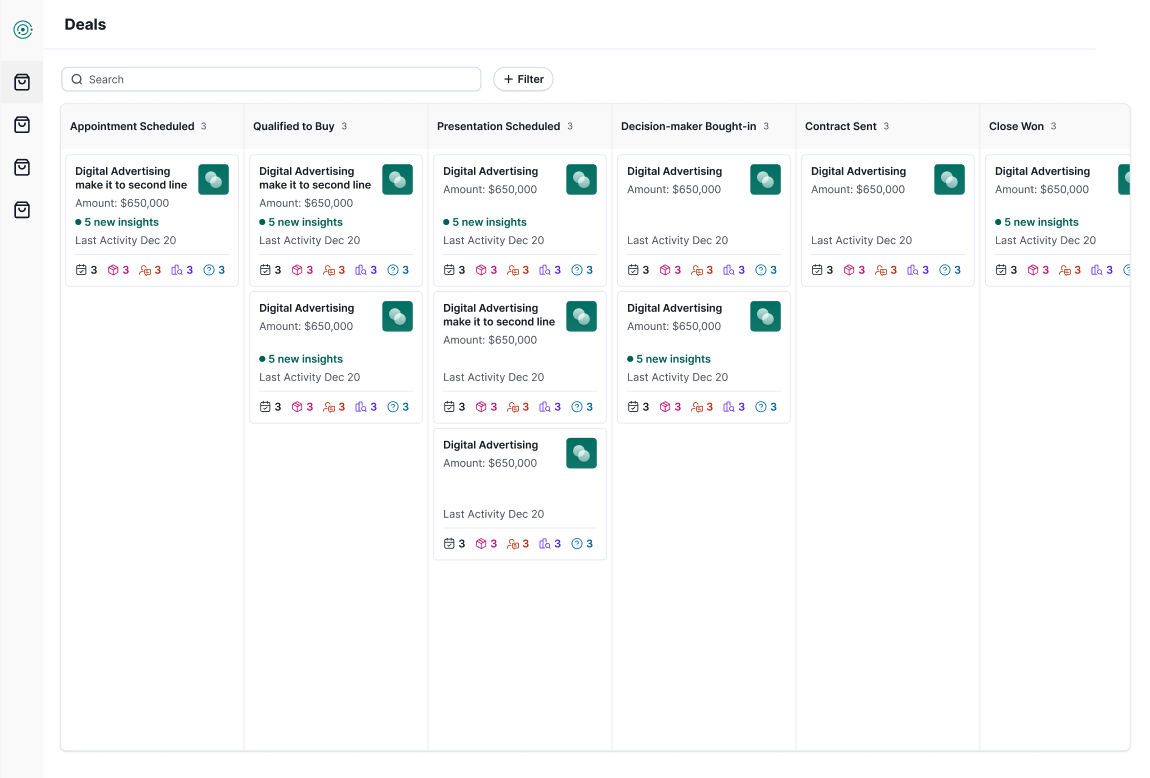 Deals
Search
+ Filter
Appointment Scheduled 3
Qualified to Buy 3
Presentation Scheduled 3
Decision-maker Bought-in 3
Contract Sent 3
Close Won 3
Digital Advertising
make it to second line
Amount: $650,000
5 new insights
Last Activity Dec 20
3 3 3 3 3
Digital Advertising
make it to second line
Amount: $650,000
5 new insights
Last Activity Dec 20
3 3 3 3 3
Digital Advertising
Amount: $650,000
5 new insights
Last Activity Dec 20
3 3 3 3 3
Digital Advertising
Amount: $650,000
5 new insights
Last Activity Dec 20
3 3 3 3 3
Digital Advertising
make it to second line
Amount: $650,000
Last Activity Dec 20
3 3 3 3 3
Digital Advertising
Amount: $650,000
Last Activity Dec 20
3 3 3 3 3
Digital Advertising
Amount: $650,000
Last Activity Dec 20
3 3 3 3 3
Digital Advertising
Amount: $650,000
5 new insights
Last Activity Dec 20
3 3 3 3 3
Digital Advertising
Amount: $650,000
Last Activity Dec 20
3 3 3 3 3
Digital Advertising
Amount: $650,000
5 new insights
Last Activity Dec 20
3 3 3 3